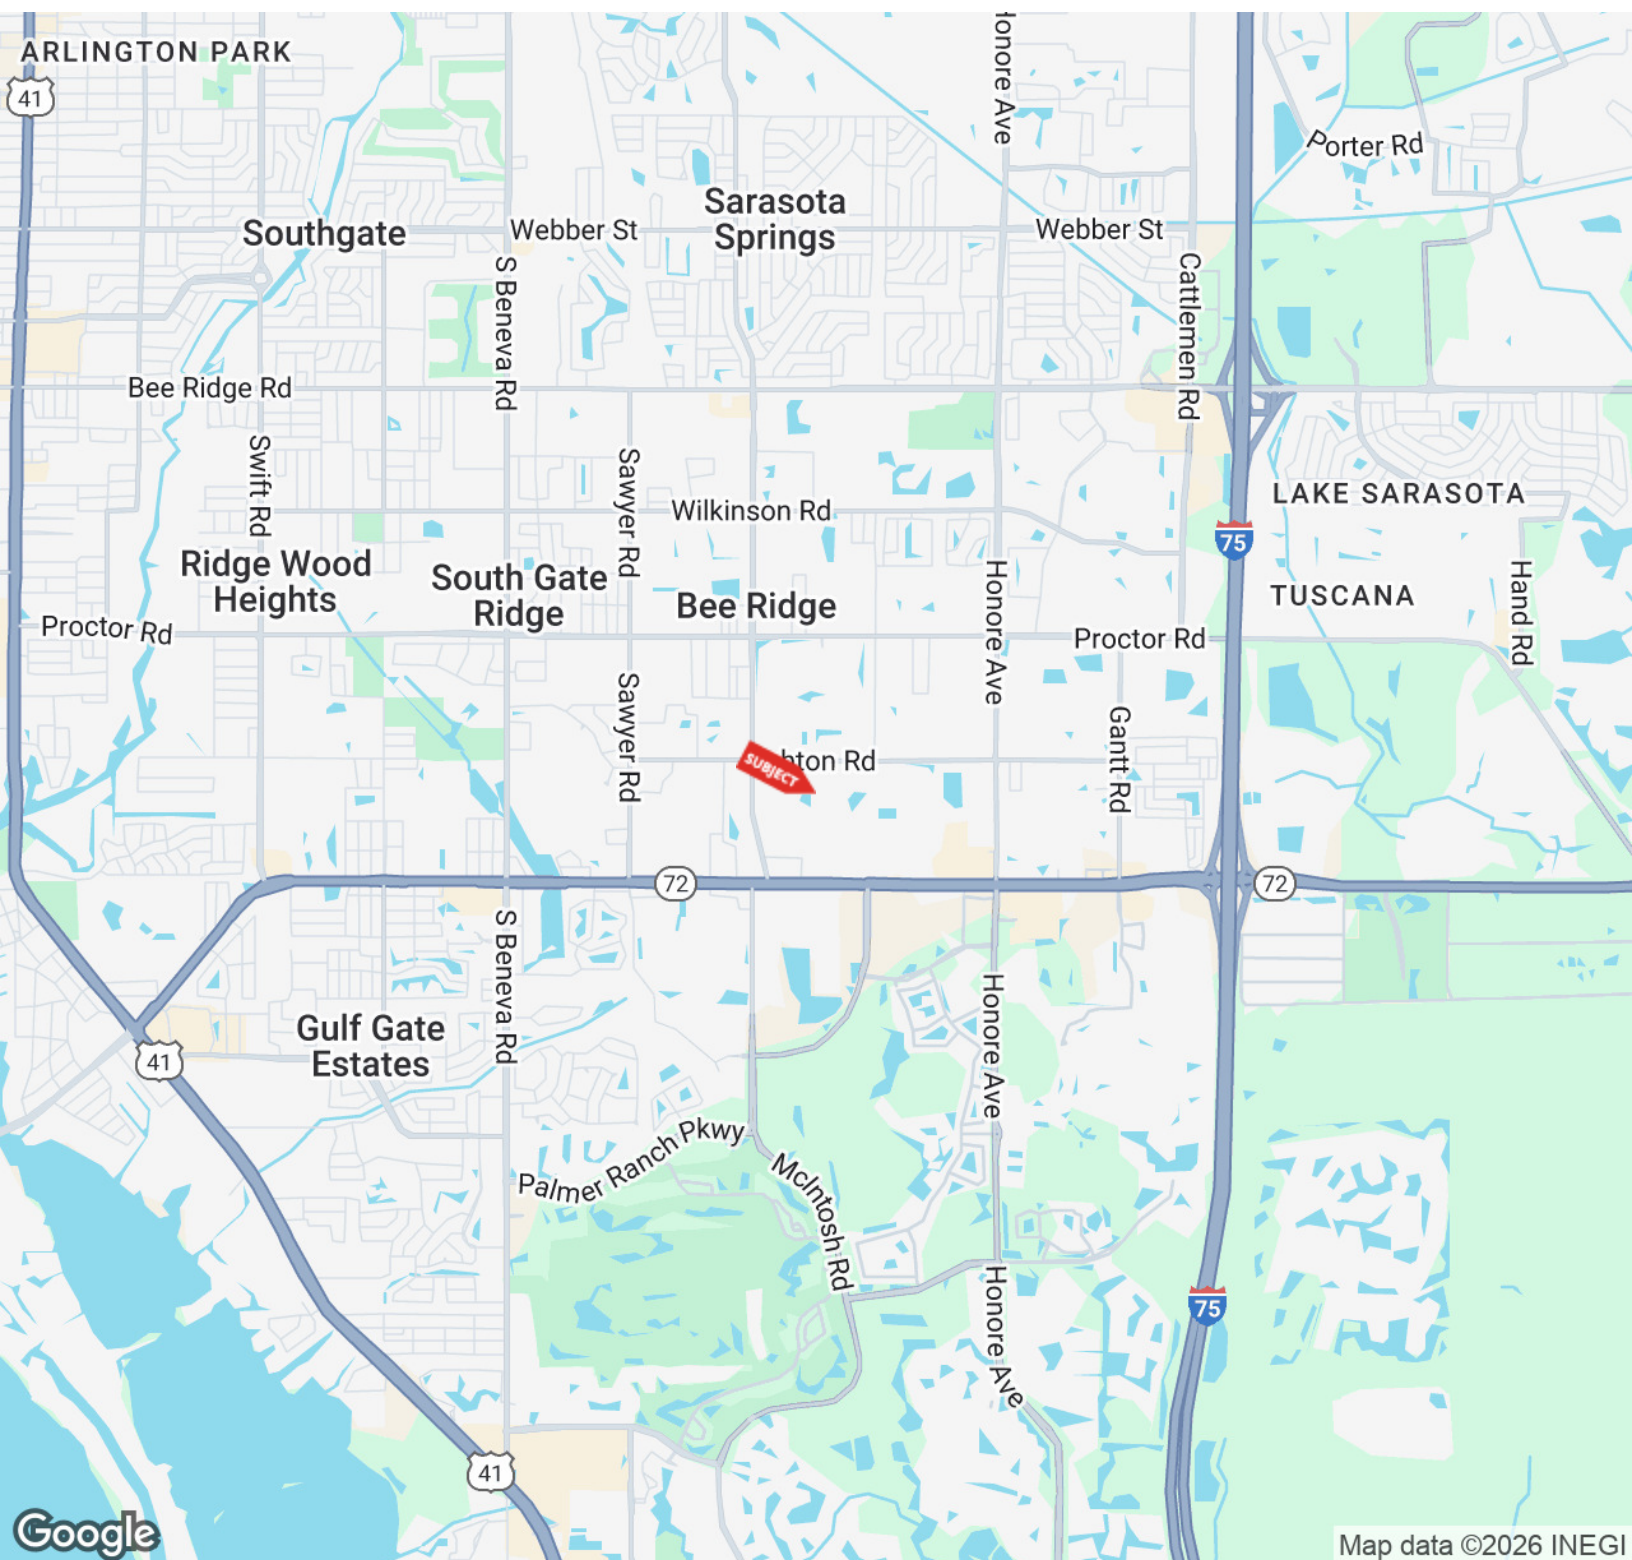 ARLINGTON PARK
41
Honore Ave
Porter Rd
Sarasota
Springs
Southgate
Webber St
Webber St
S Beneva Rd
Cattlemen Rd
Bee Ridge Rd
Swift Rd
Sawyer Rd
Wilkinson Rd
LAKE SARASOTA
75
Ridge Wood
Heights
South Gate
Ridge
Bee Ridge
Honore Ave
TUSCANA
Hand Rd
Proctor Rd
Proctor Rd
Sawyer Rd
Gantt Rd
hton Rd
SUBJECT
72
72
S Beneva Rd
Honore Ave
Gulf Gate
Estates
41
Palmer Ranch Pkwy
McIntosh Rd
Honore Ave
75
41
Google
Map data ©2026 INEGI